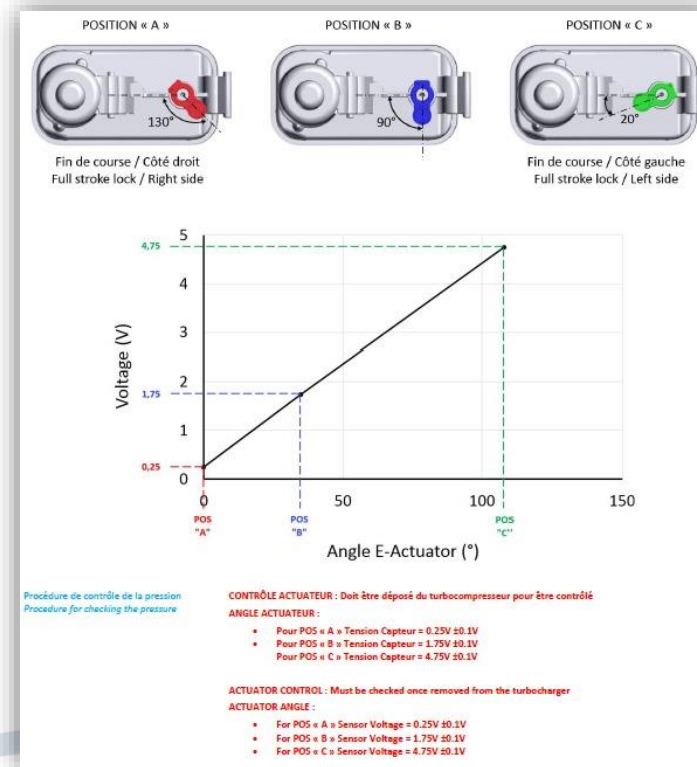 POSITION « A »
POSITION « B »
POSITION « C »
130°
90°
20°
Fin de course / Côté droit
Full stroke lock / Right side
Fin de course / Côté gauche
Full stroke lock / Left side
5
4,75
4
3
Voltage (V)
2
1,75
1
0,25
0
0
50
100
150
POS
"A"
POS
"B"
POS
"C"
Angle E-Actuator (°)
Procédure de contrôle de la pression
Procedure for checking the pressure
CONTRÔLE ACTUATEUR : Doit être déposé du turbocompresseur pour être contrôlé
ANGLE ACTUATEUR :
• Pour POS « A » Tension Capteur = 0.25V ±0.1V
• Pour POS « B » Tension Capteur = 1.75V ±0.1V
Pour POS « C » Tension Capteur = 4.75V ±0.1V
ACTUATOR CONTROL : Must be checked once removed from the turbocharger
ACTUATOR ANGLE :
• For POS « A » Sensor Voltage = 0.25V ±0.1V
• For POS « B » Sensor Voltage = 1.75V ±0.1V
• For POS « C » Sensor Voltage = 4.75V ±0.1V